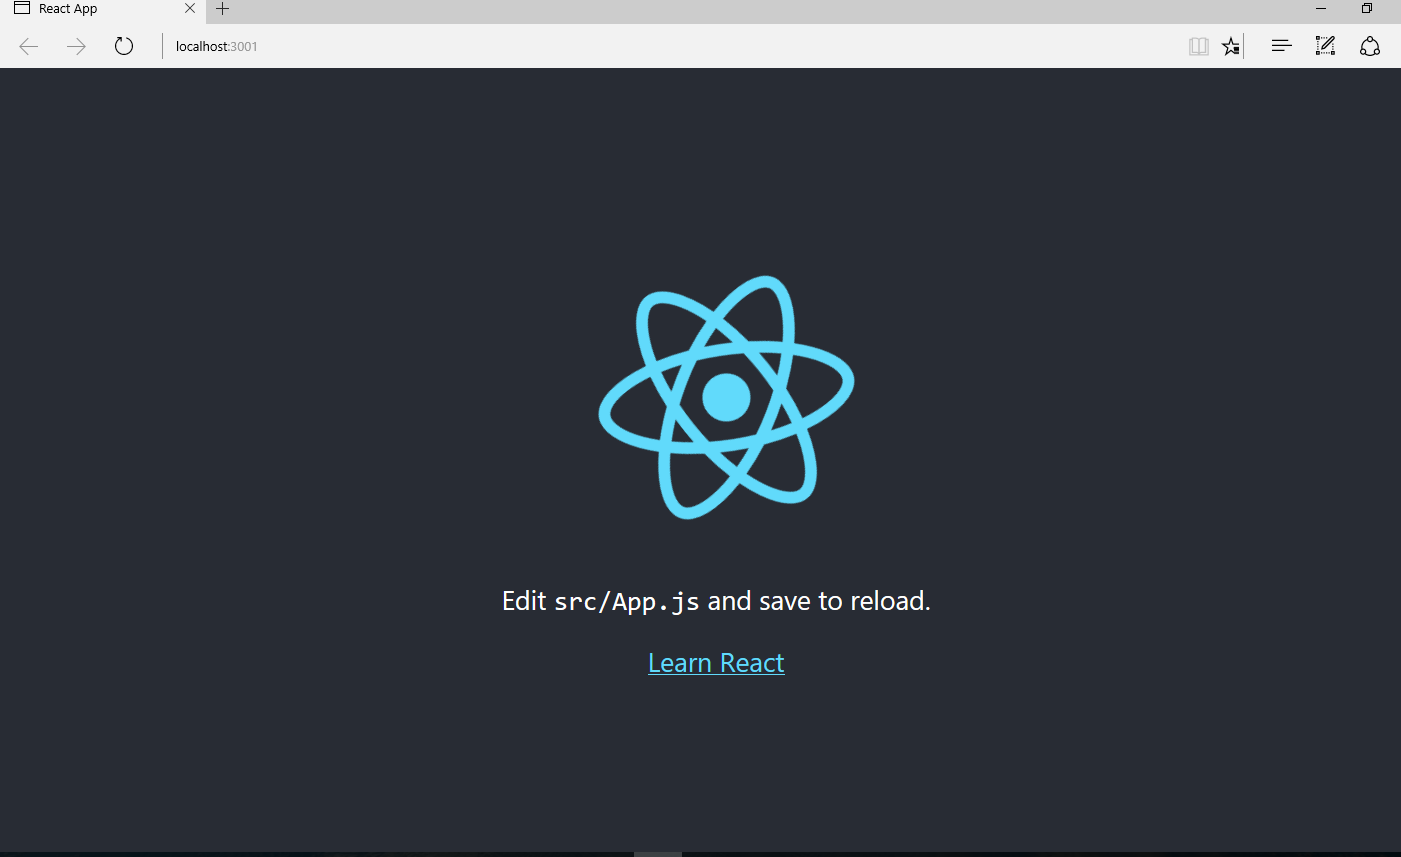 React App
localhost:3001
Edit src/App.js and save to reload.
Learn React